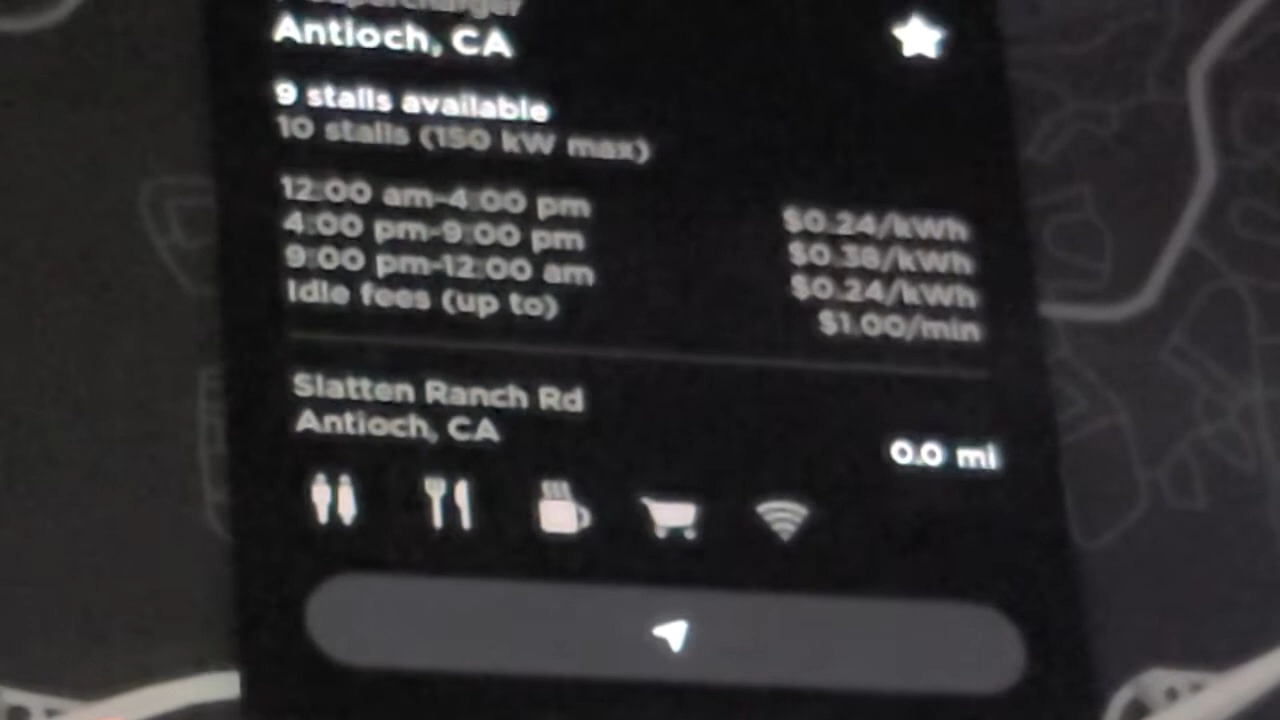 Supercharger
Antioch, CA
9 stalls available
10 stalls (150 kW max)
12:00 am-4:00 pm $0.24/kWh
4:00 pm-9:00 pm $0.38/kWh
9:00 pm-12:00 am $0.24/kWh
Idle fees (up to) $1.00/min
Slatten Ranch Rd
Antioch, CA
0.0 mi